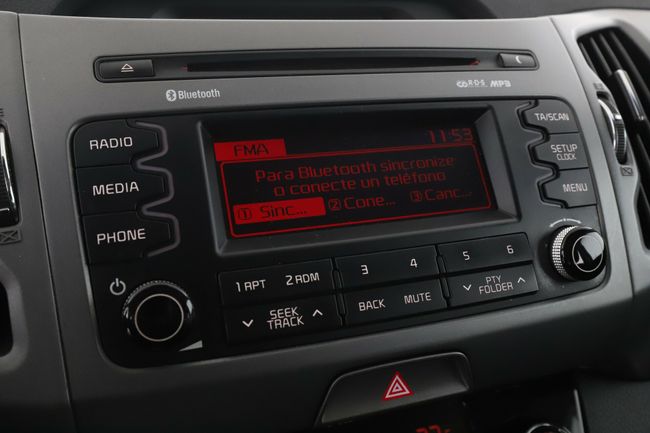 Bluetooth
R·D·S MP3
RADIO
MEDIA
PHONE
FMA 11:53
Para Bluetooth sincronize
o conecte un teléfono
① Sinc... ② Cone... ③ Canc...
TA/SCAN
SETUP
CLOCK
MENU
1 RPT 2 RDM 3 4 5 6
SEEK
TRACK
BACK MUTE
PTY
FOLDER